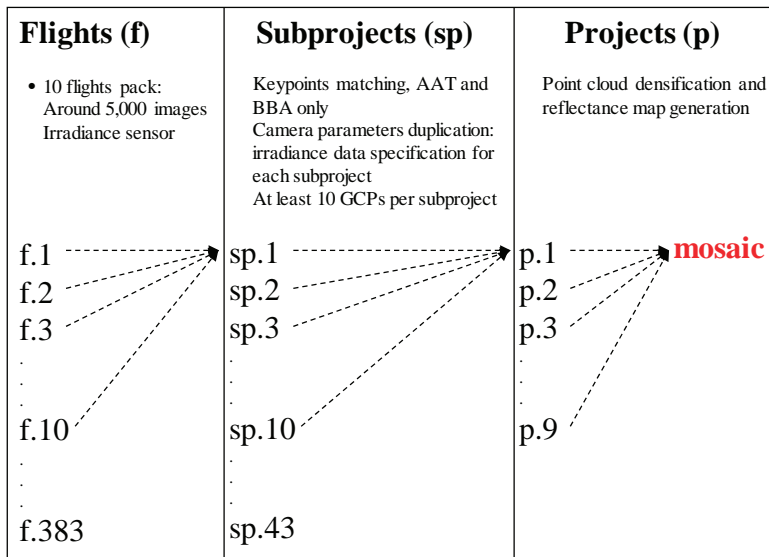 Flights (f)
• 10 flights pack:
Around 5,000 images
Irradiance sensor
f.1
f.2
f.3
.
.
.
f.10
.
.
.
f.383
Subprojects (sp)
Keypoints matching, AAT and
BBA only
Camera parameters duplication:
irradiance data specification for
each subproject
At least 10 GCPs per subproject
sp.1
sp.2
sp.3
.
.
.
sp.10
.
.
.
sp.43
Projects (p)
Point cloud densification and
reflectance map generation
p.1
p.2
p.3
.
.
.
p.9
mosaic